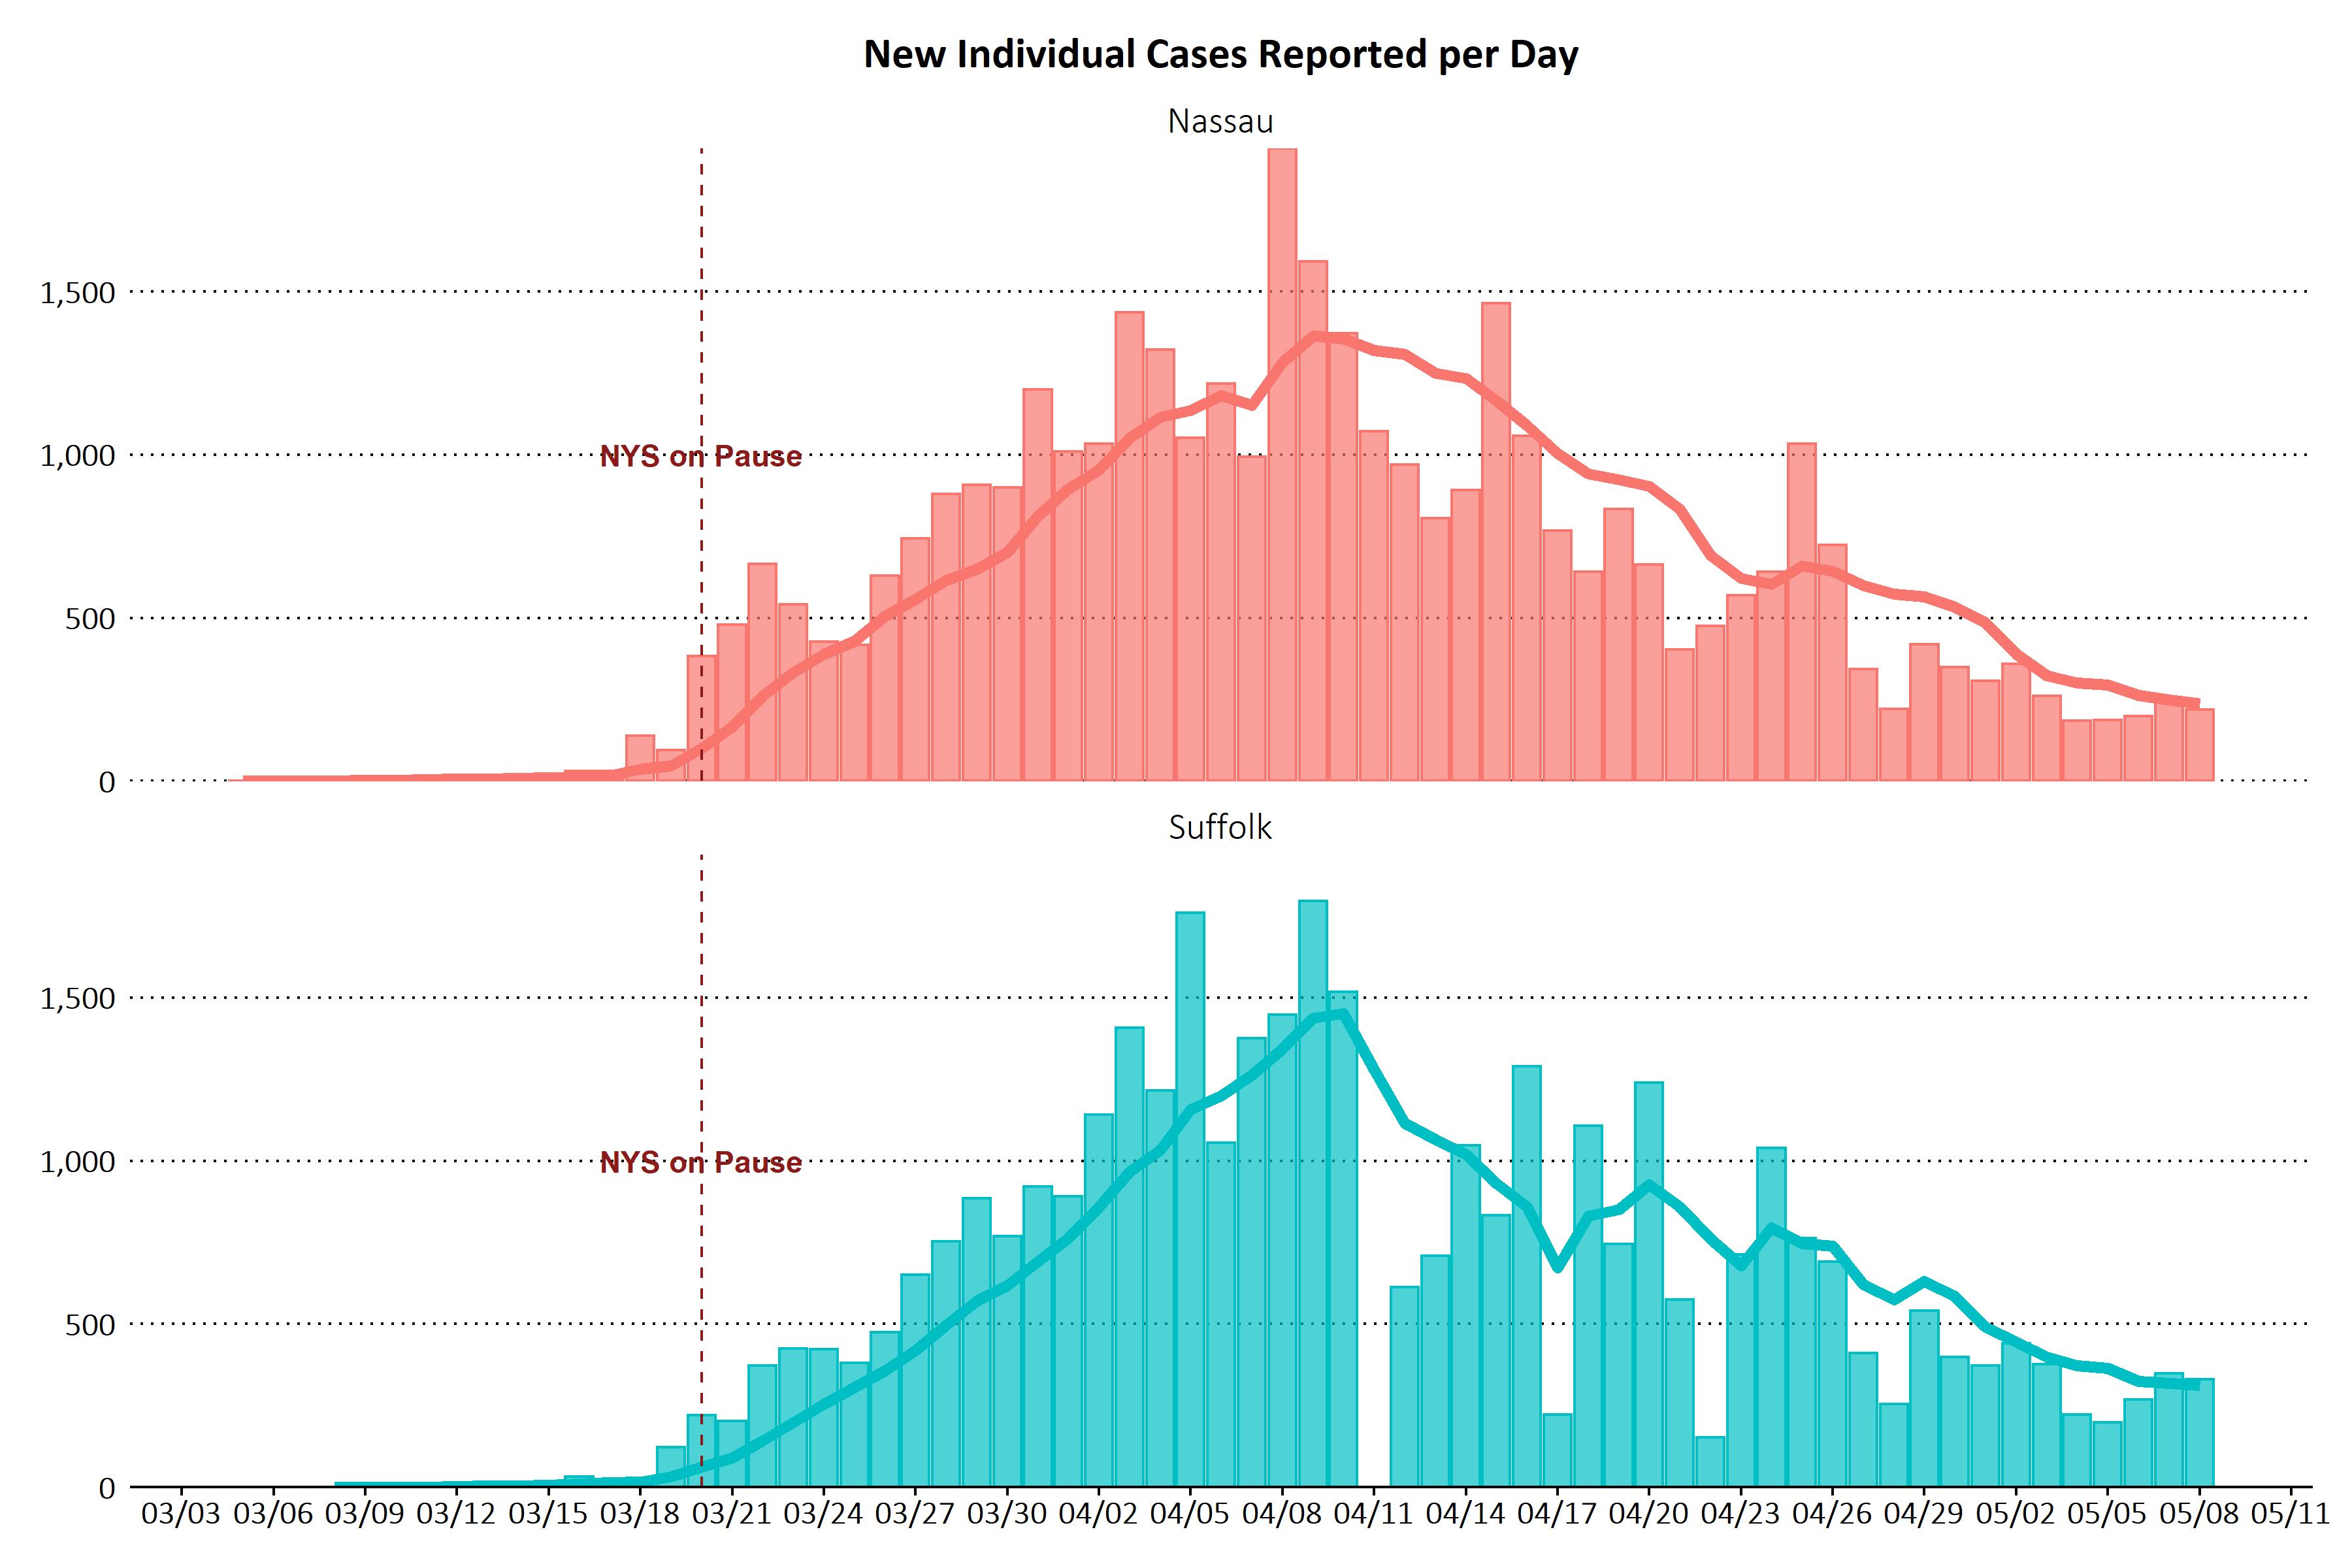 New Individual Cases Reported per Day
Nassau
1,500
1,000
NYS on Pause
500
0
Suffolk
1,500
1,000
NYS on Pause
500
0
03/03 03/06 03/09 03/12 03/15 03/18 03/21 03/24 03/27 03/30 04/02 04/05 04/08 04/11 04/14 04/17 04/20 04/23 04/26 04/29 05/02 05/05 05/08 05/11